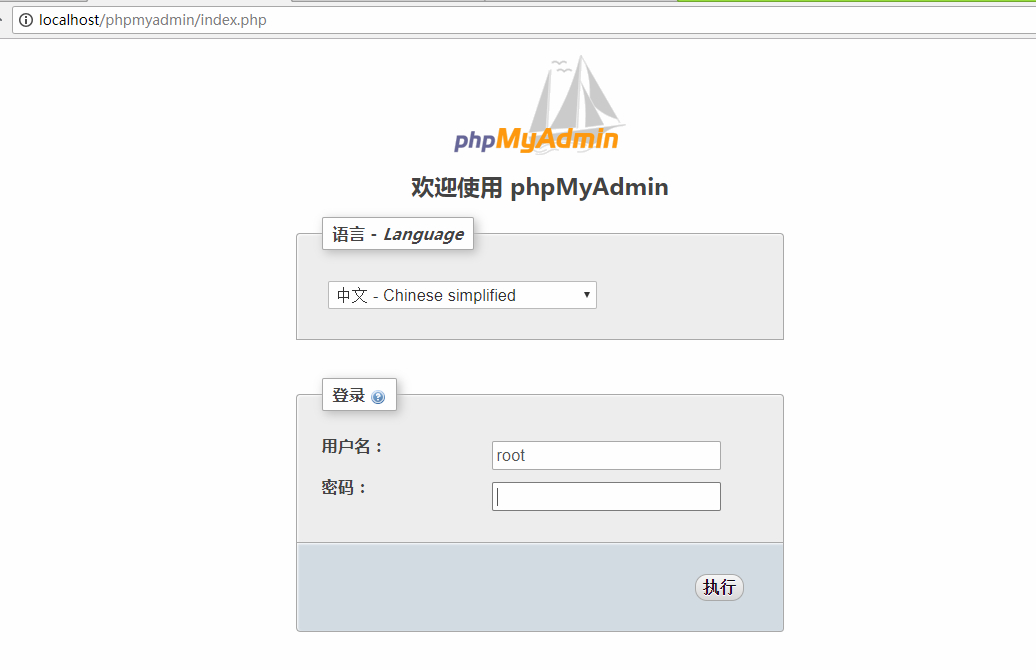 localhost/phpmyadmin/index.php
phpMyAdmin
欢迎使用 phpMyAdmin
语言 - Language
中文 - Chinese simplified
登录
用户名：
root
密码：
执行